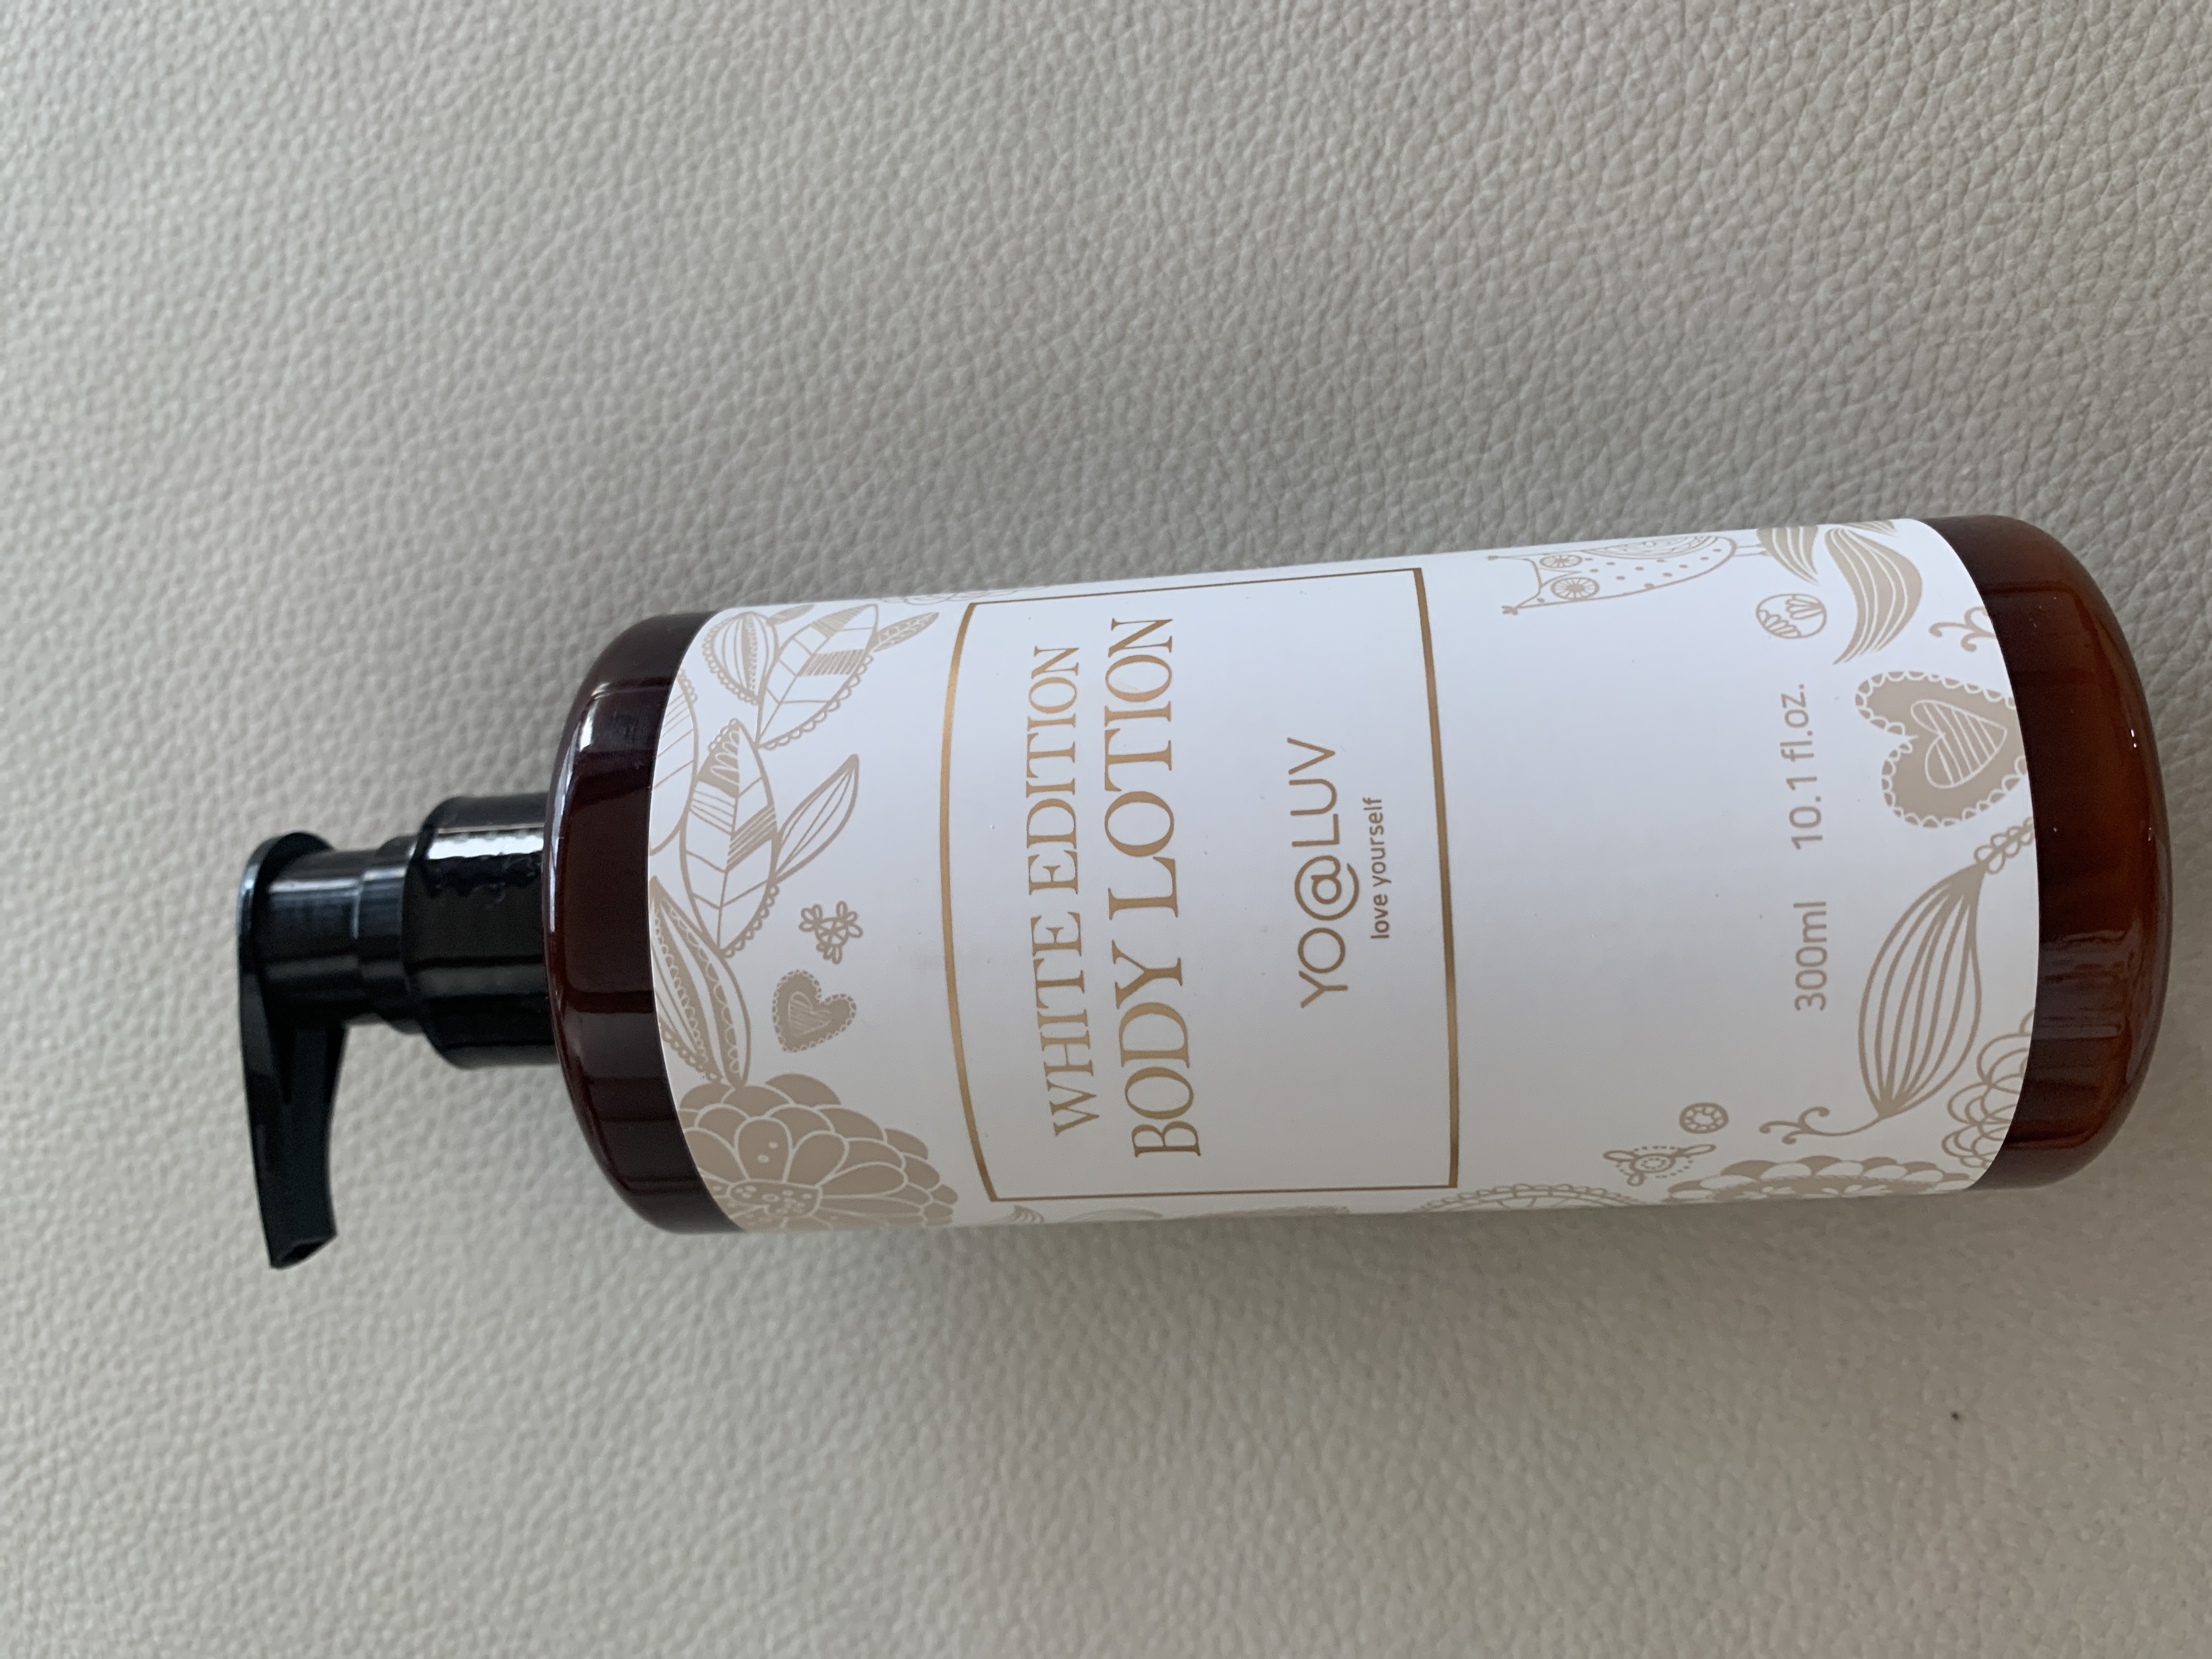 WHITE EDITION
BODY LOTION
YO@LUV
love yourself
300ml 10.1 fl.oz.